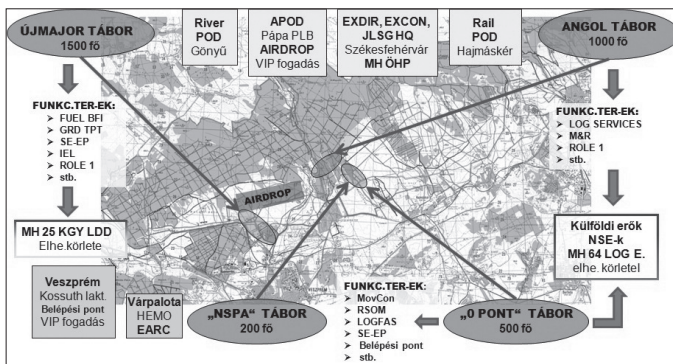 ÚJMAJOR TÁBOR
1500 fő
River
POD
Gönyű
APOD
Pápa PLB
AIRDROP
VIP fogadás
EXDIR, EXCON,
JLSG HQ
Székesfehérvár
MH ÖHP
Rail
POD
Hajmáskér
ANGOL TÁBOR
1000 fő
FUNKC.TER-EK:
➢ FUEL BFI
➢ GRD TPT
➢ SE-EP
➢ IEL
➢ ROLE 1
➢ stb.
FUNKC.TER-EK:
➢ LOG SERVICES
➢ M&R
➢ ROLE 1
➢ stb.
AIRDROP
MH 25 KGY LDD
Elhe.körlete
Külföldi erők
NSE-k
MH 64 LOG E.
elhe. körletel
Veszprém
Kossuth lakt.
Belépési pont
VIP fogadás
Várpalota
HEMO
EARC
„NSPA“ TÁBOR
200 fő
FUNKC.TER-EK:
➢ MovCon
➢ RSOM
➢ LOGFAS
➢ SE-EP
➢ Belépési pont
➢ stb.
„0 PONT“ TÁBOR
500 fő